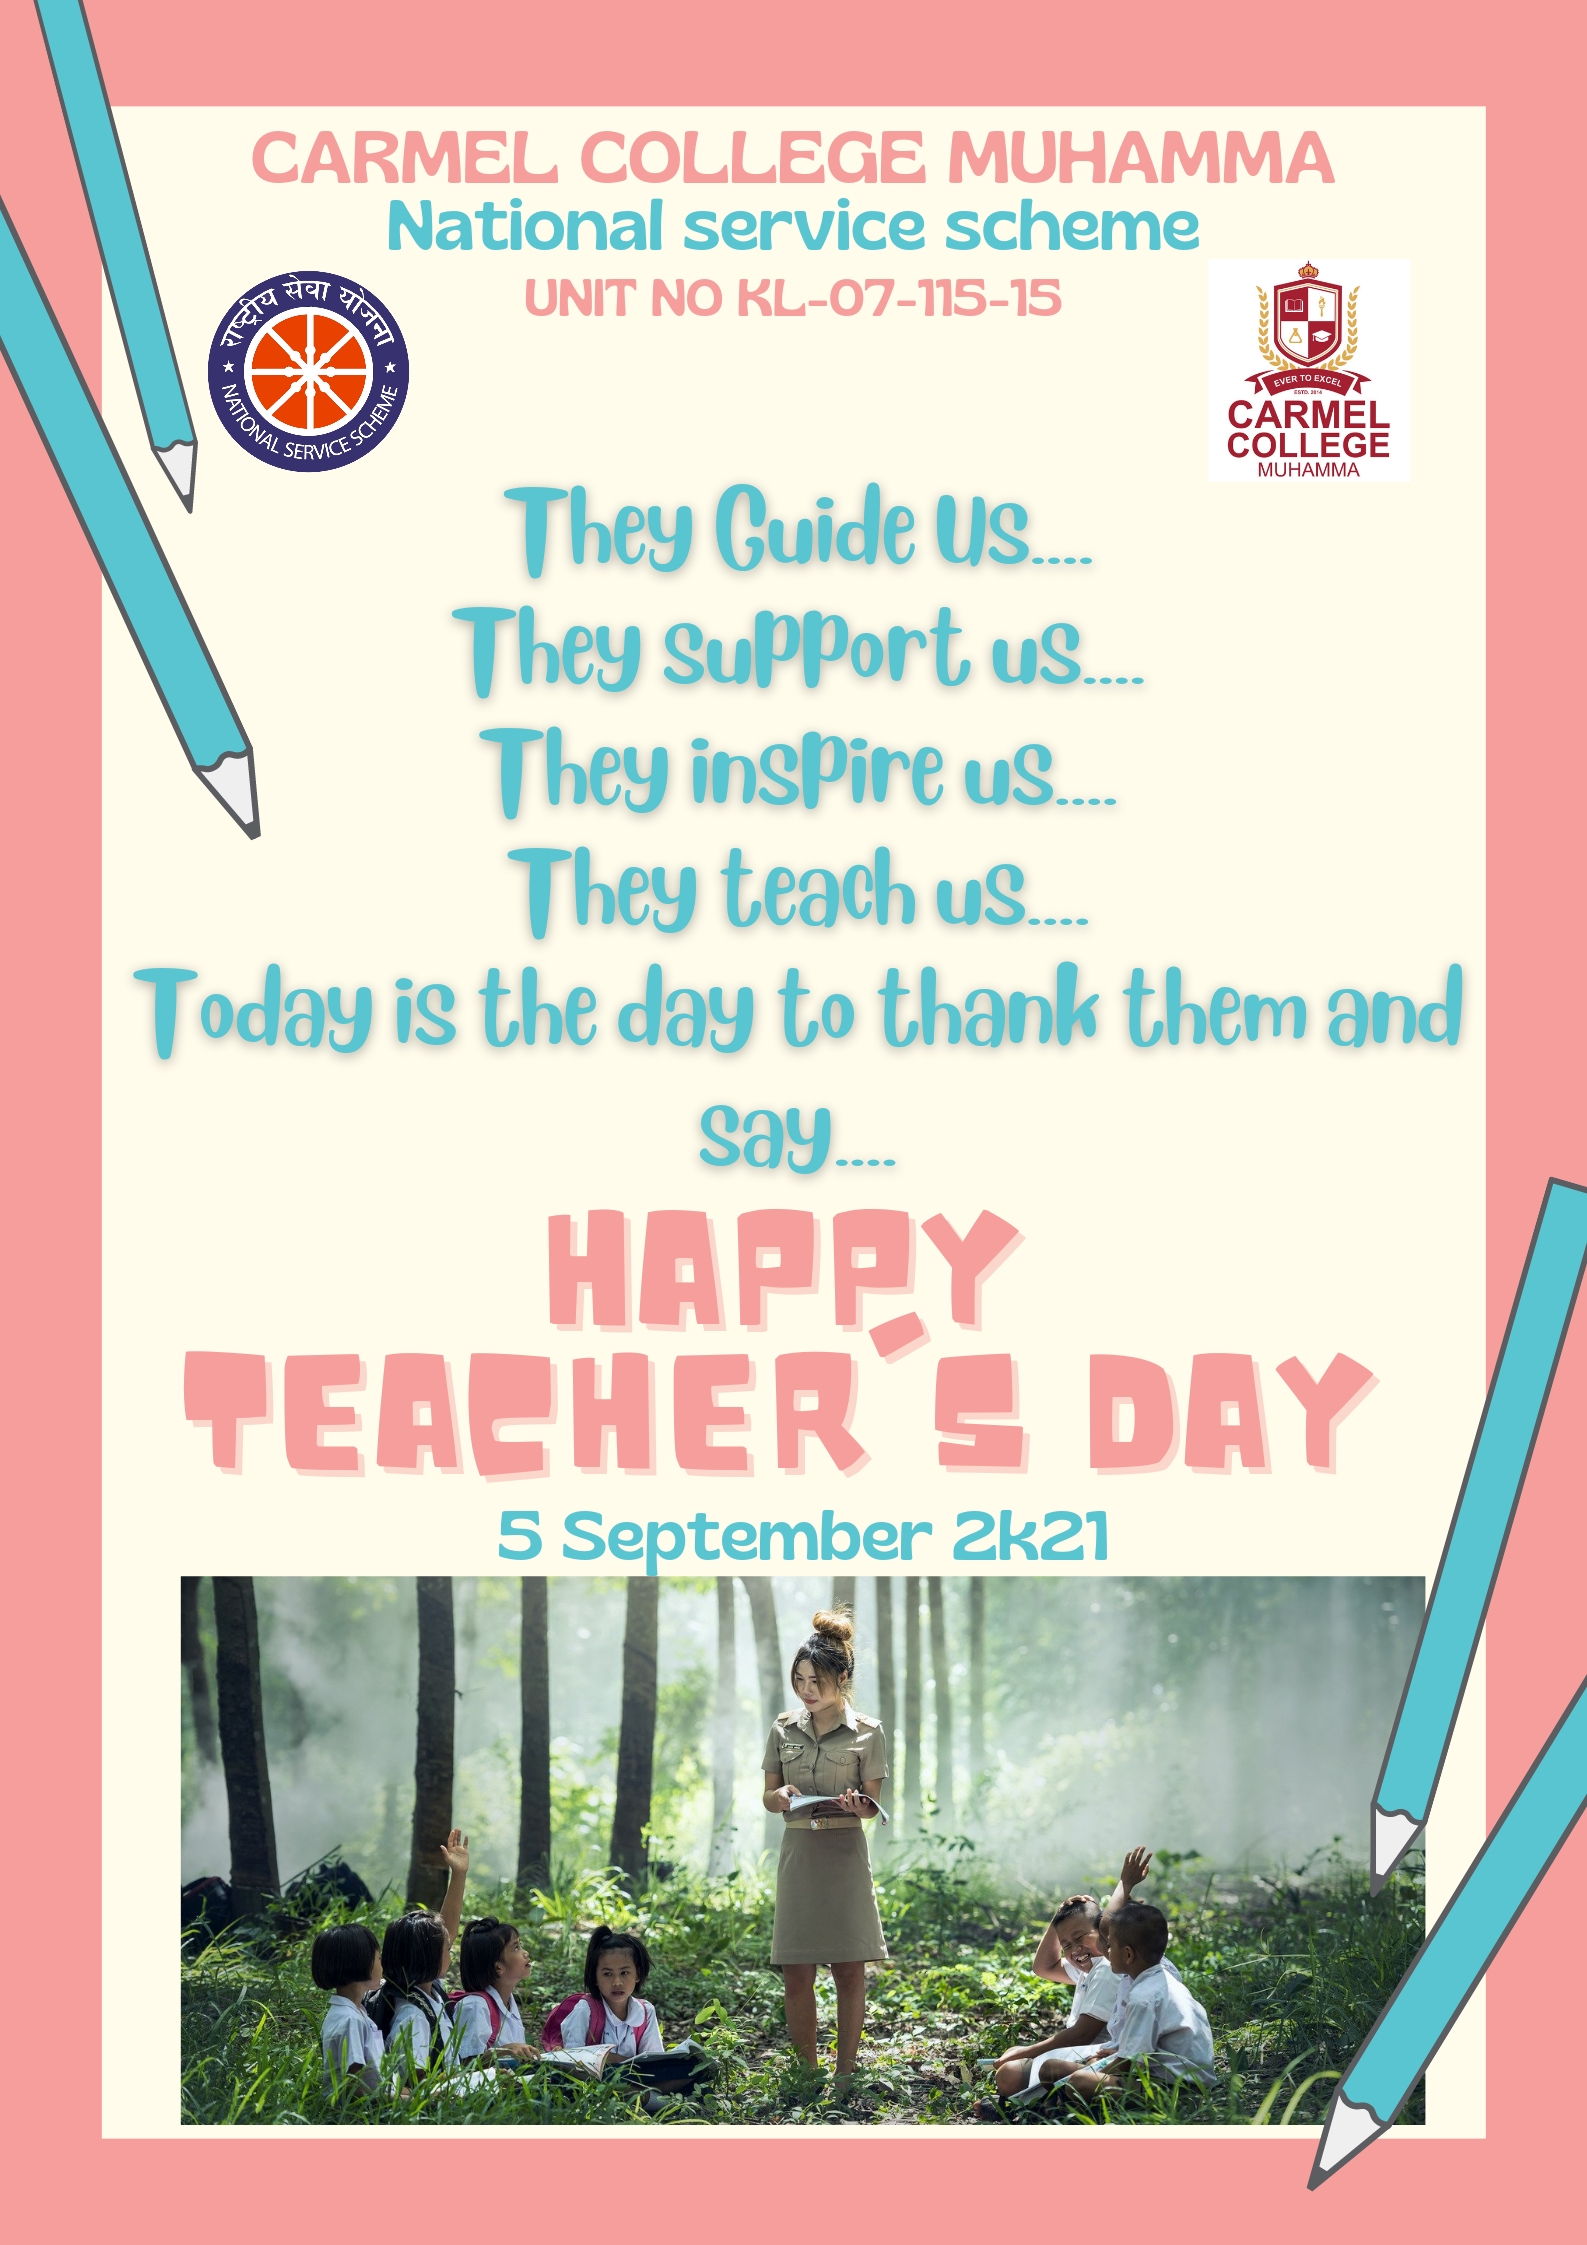 CARMEL COLLEGE MUHAMMA
National service scheme
UNIT NO KL-07-115-15
राष्ट्रीय सेवा योजना
NATIONAL SERVICE SCHEME
EVER TO EXCEL
ESTD. 2014
CARMEL
COLLEGE
MUHAMMA
They Guide Us....
They support us....
They inspire us....
They teach us....
Today is the day to thank them and
say....
HAPPY
TEACHER'S DAY
5 September 2k21